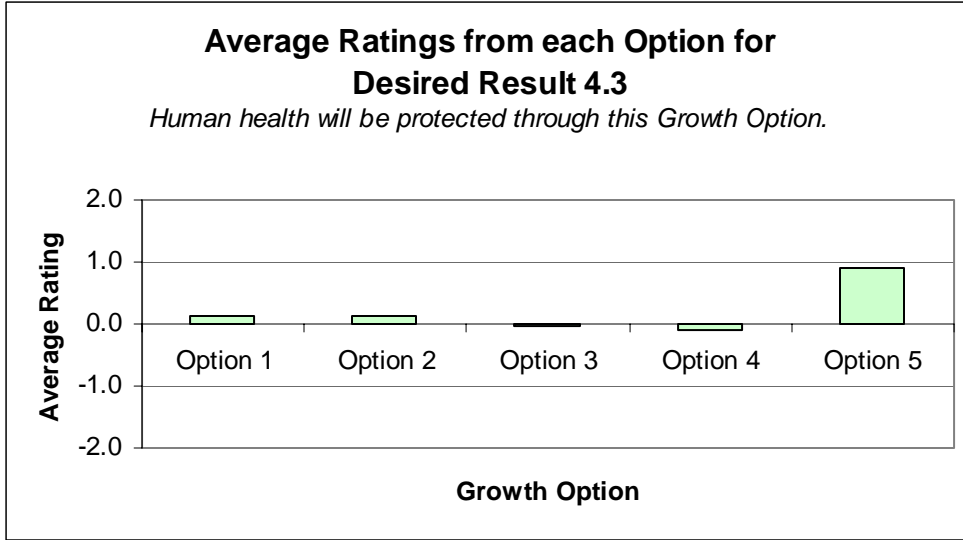 Average Ratings from each Option for
Desired Result 4.3
Human health will be protected through this Growth Option.
2.0
1.0
0.0
-1.0
-2.0
Average Rating
Option 1 Option 2 Option 3 Option 4 Option 5
Growth Option